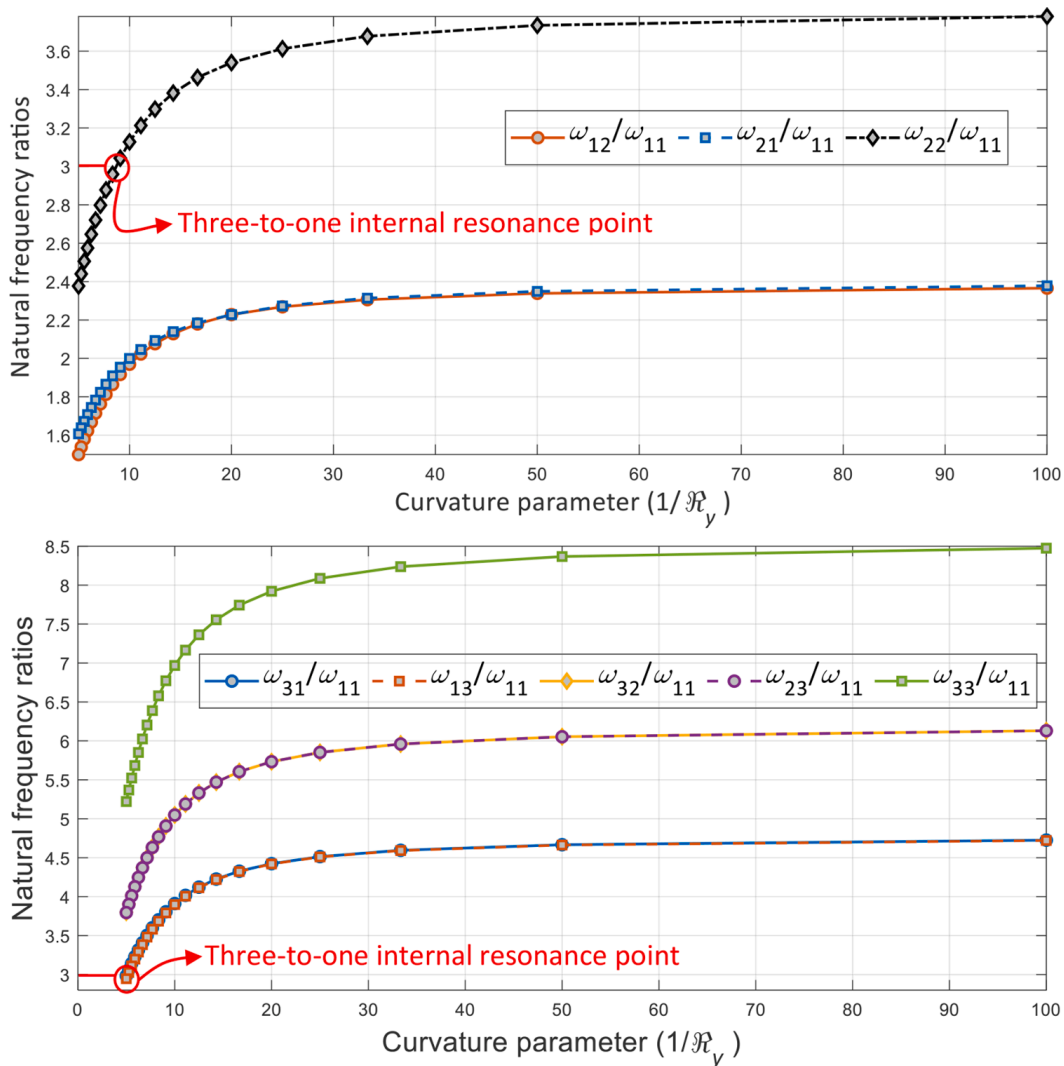 Natural frequency ratios
3.6
3.4
3.2
3
2.8
2.6
2.4
2.2
2
1.8
1.6
ω₁₂/ω₁₁ ω₂₁/ω₁₁ ω₂₂/ω₁₁
Three-to-one internal resonance point
10 20 30 40 50 60 70 80 90 100
Curvature parameter (1/ℜ_y)
Natural frequency ratios
8.5
8
7.5
7
6.5
6
5.5
5
4.5
4
3.5
3
ω₃₁/ω₁₁ ω₁₃/ω₁₁ ω₃₂/ω₁₁ ω₂₃/ω₁₁ ω₃₃/ω₁₁
Three-to-one internal resonance point
0 10 20 30 40 50 60 70 80 90 100
Curvature parameter (1/ℜ_y)